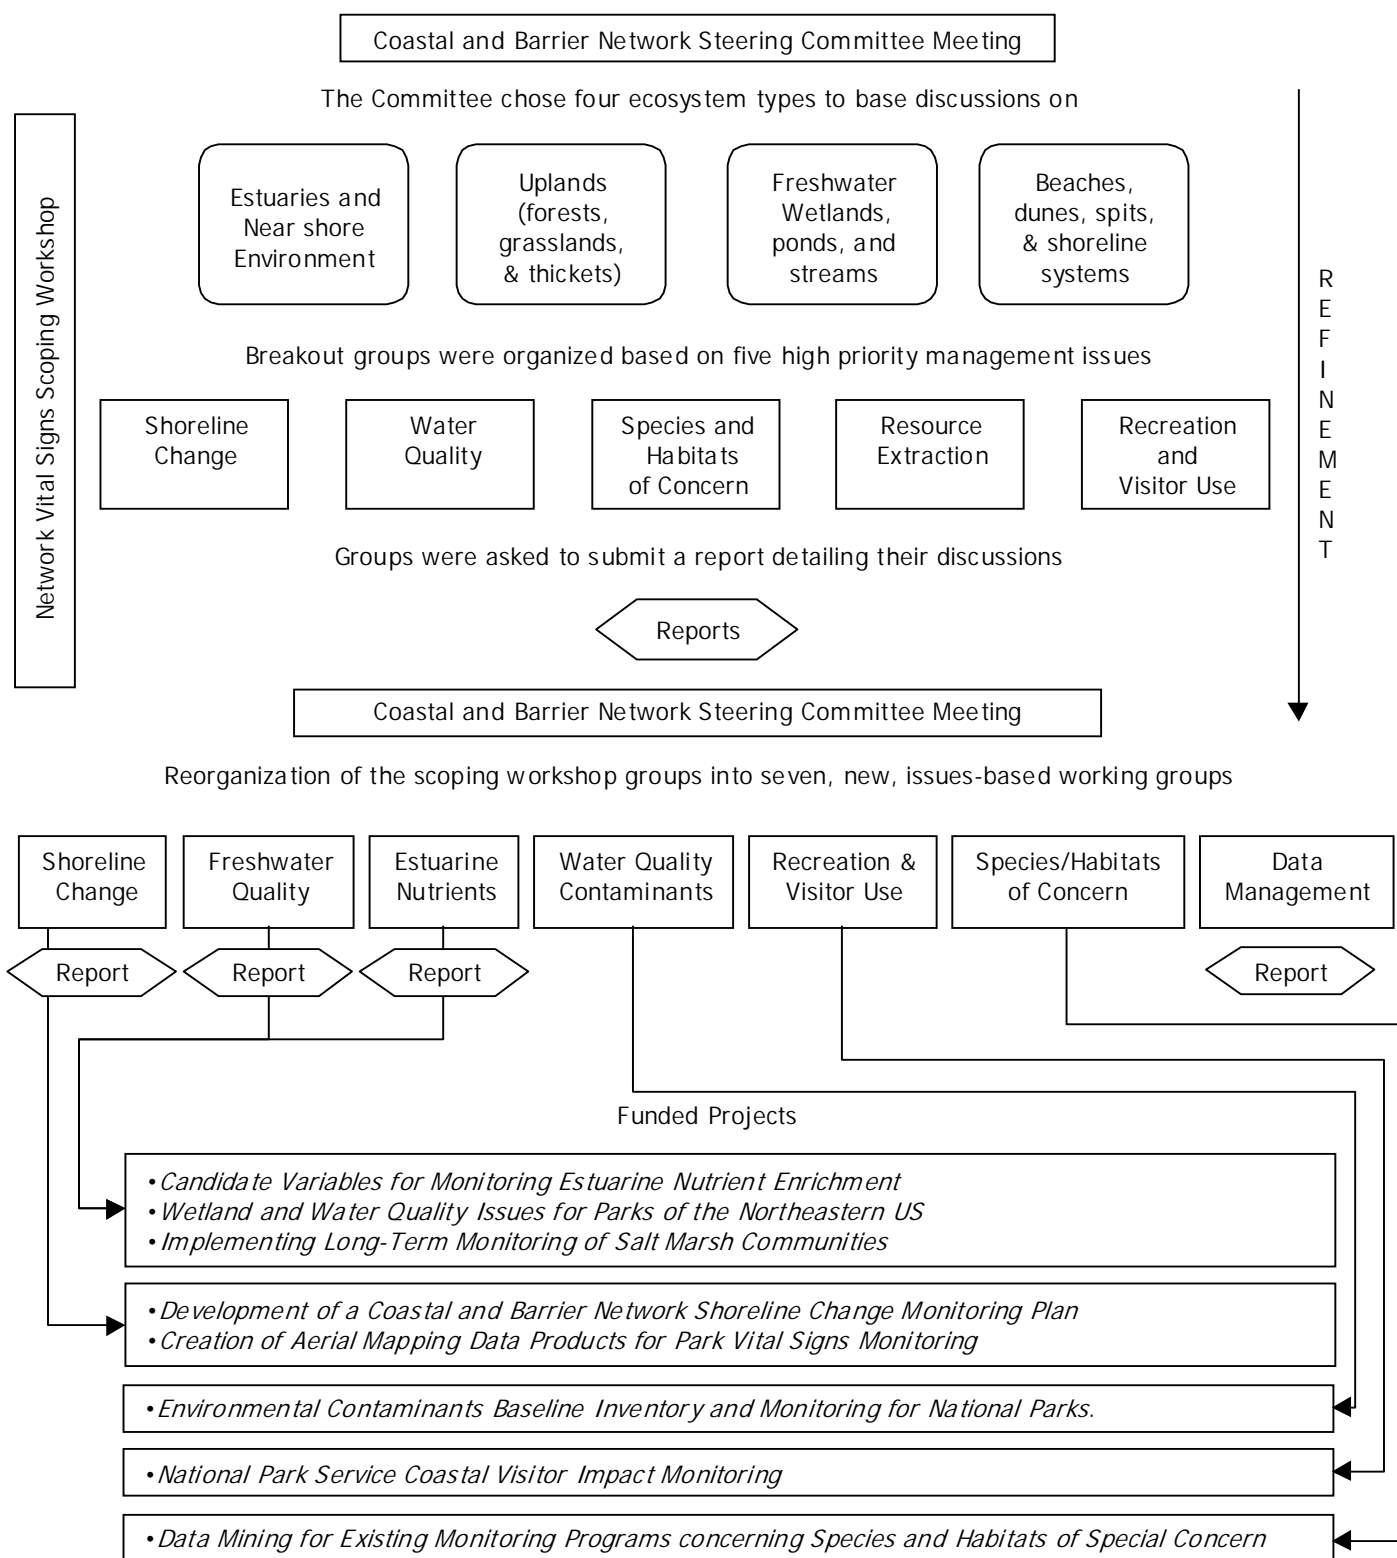 Coastal and Barrier Network Steering Committee Meeting
The Committee chose four ecosystem types to base discussions on
Network Vital Signs Scoping Workshop
Estuaries and
Near shore
Environment
Uplands
(forests,
grasslands,
& thickets)
Freshwater
Wetlands,
ponds, and
streams
Beaches,
dunes, spits,
& shoreline
systems
REFINEMENT
Breakout groups were organized based on five high priority management issues
Shoreline
Change
Water
Quality
Species and
Habitats
of Concern
Resource
Extraction
Recreation
and
Visitor Use
Groups were asked to submit a report detailing their discussions
Reports
Coastal and Barrier Network Steering Committee Meeting
Reorganization of the scoping workshop groups into seven, new, issues-based working groups
Shoreline
Change
Freshwater
Quality
Estuarine
Nutrients
Water Quality
Contaminants
Recreation &
Visitor Use
Species/Habitats
of Concern
Data
Management
Report
Report
Report
Report
Funded Projects
• Candidate Variables for Monitoring Estuarine Nutrient Enrichment
• Wetland and Water Quality Issues for Parks of the Northeastern US
• Implementing Long-Term Monitoring of Salt Marsh Communities
• Development of a Coastal and Barrier Network Shoreline Change Monitoring Plan
• Creation of Aerial Mapping Data Products for Park Vital Signs Monitoring
• Environmental Contaminants Baseline Inventory and Monitoring for National Parks.
• National Park Service Coastal Visitor Impact Monitoring
• Data Mining for Existing Monitoring Programs concerning Species and Habitats of Special Concern